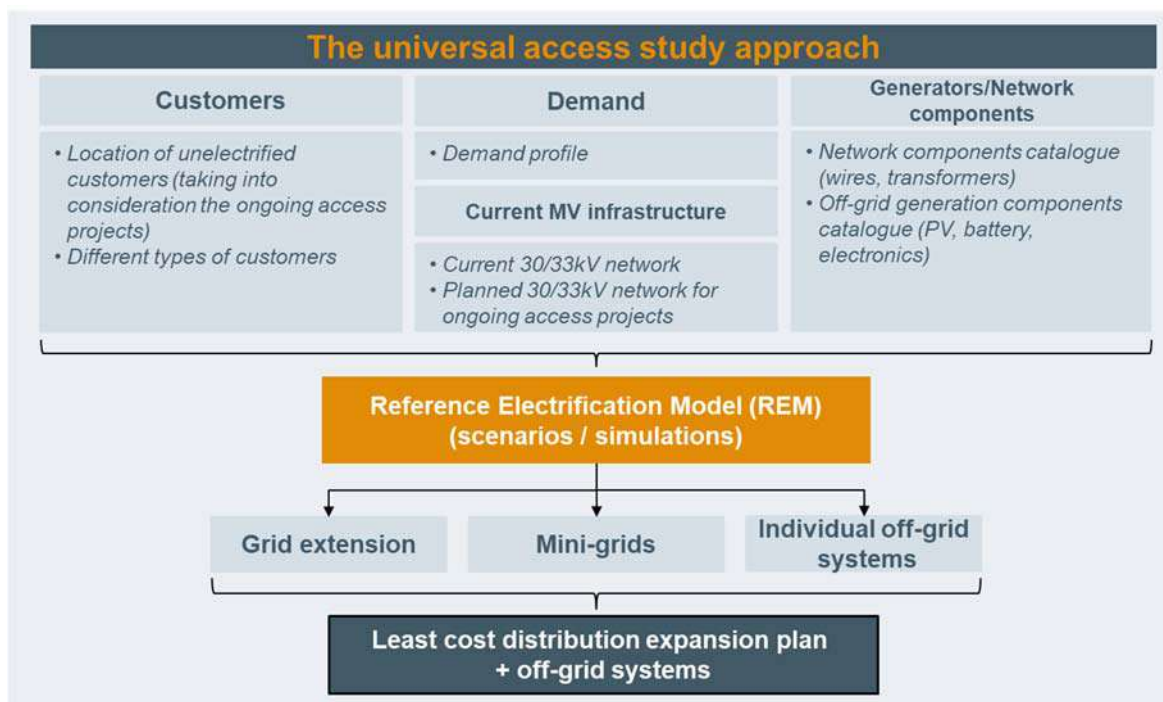 The universal access study approach
Customers
• Location of unelectrified
customers (taking into
consideration the ongoing access
projects)
• Different types of customers
Demand
• Demand profile
Current MV infrastructure
• Current 30/33kV network
• Planned 30/33kV network for
ongoing access projects
Generators/Network
components
• Network components catalogue
(wires, transformers)
• Off-grid generation components
catalogue (PV, battery,
electronics)
Reference Electrification Model (REM)
(scenarios / simulations)
Grid extension
Mini-grids
Individual off-grid
systems
Least cost distribution expansion plan
+ off-grid systems